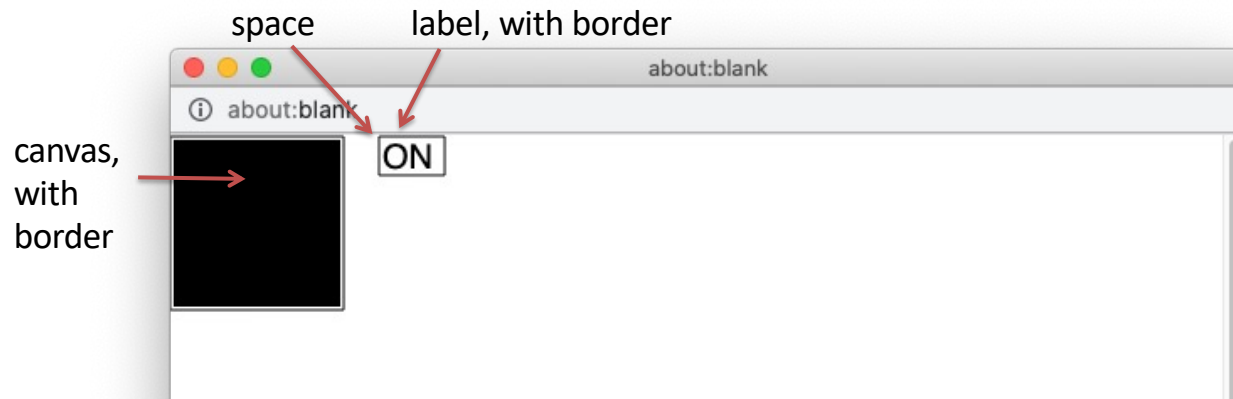 space
label, with border
about:blank
about:blank
canvas,
with
border
ON